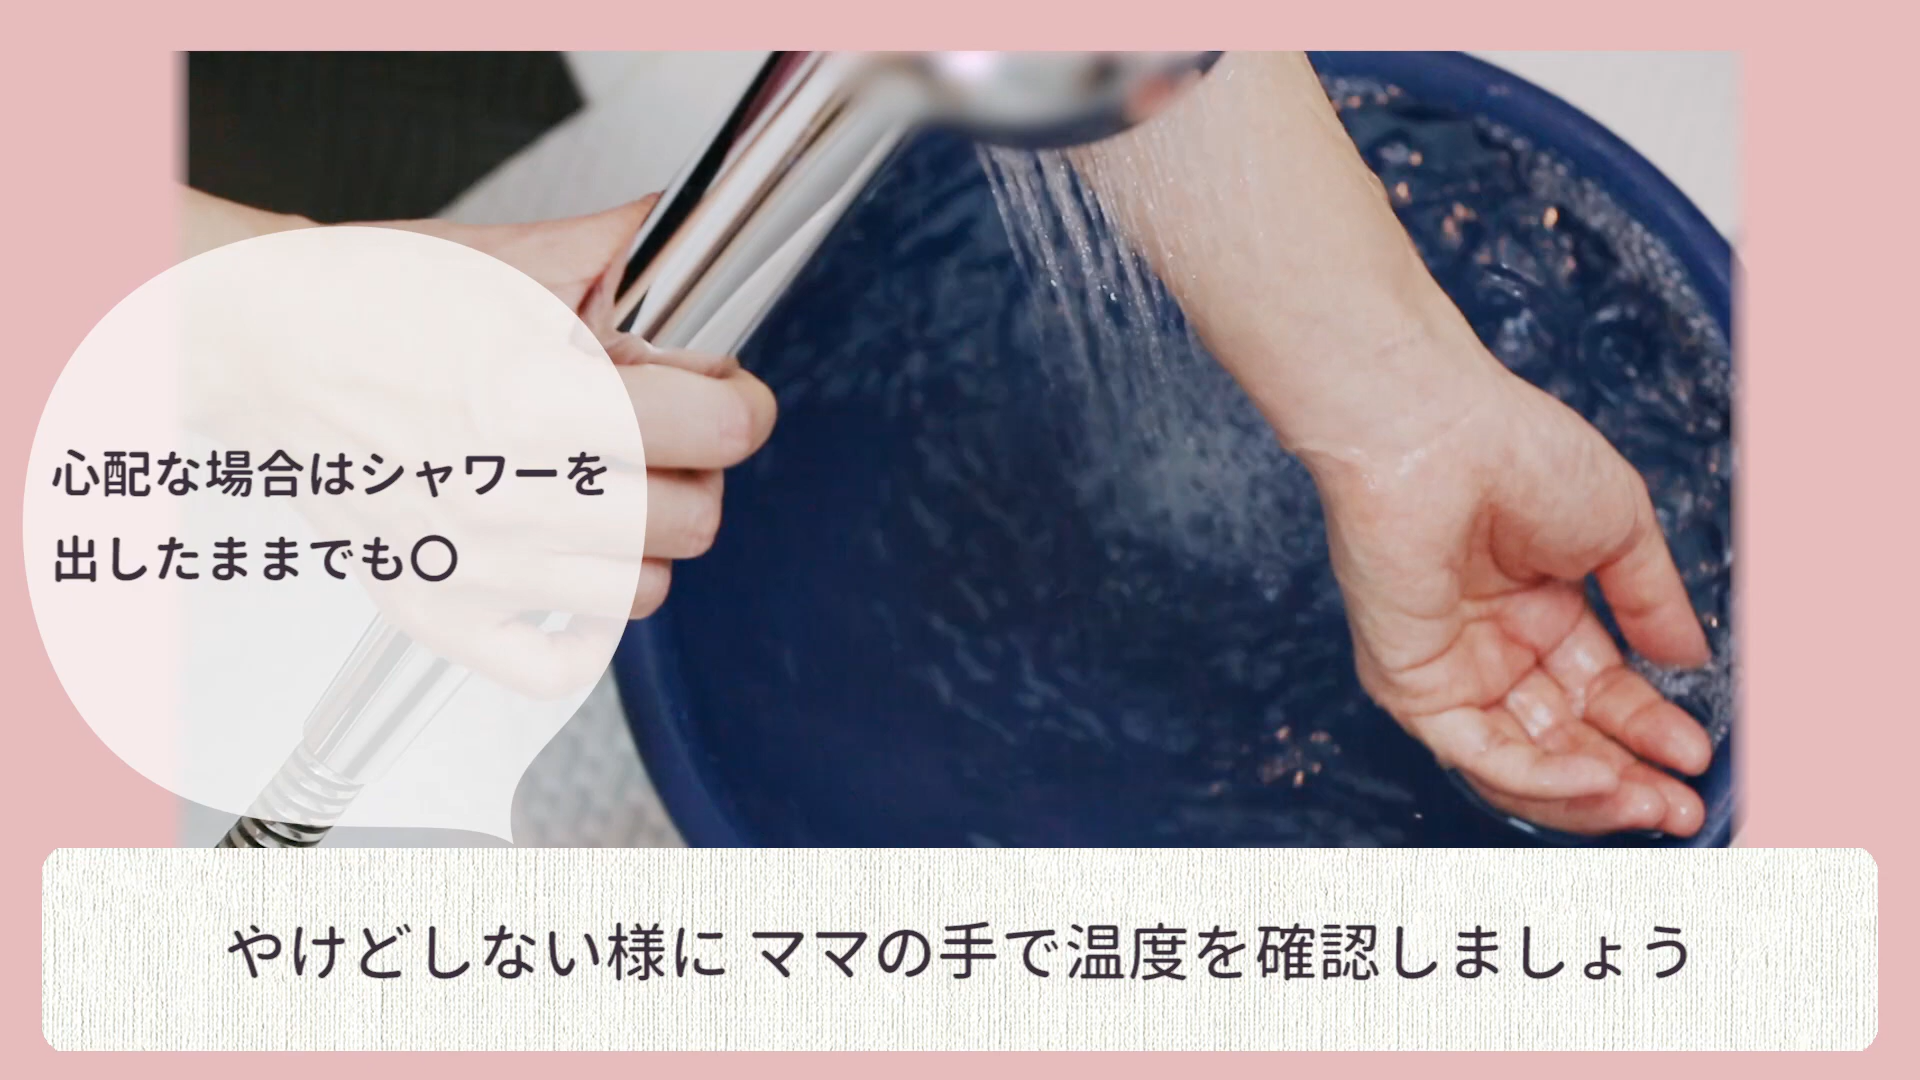 心配な場合はシャワーを
出したままでも〇
やけどしない様に ママの手で温度を確認しましょう